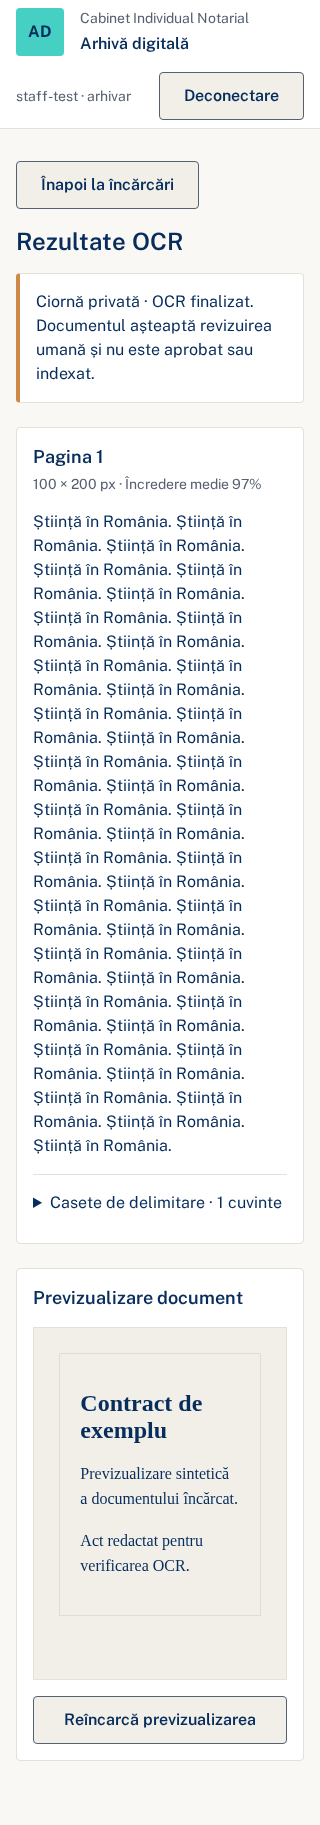 AD
Cabinet Individual Notarial
Arhivă digitală
staff-test · arhivar
Deconectare
Înapoi la încărcări
Rezultate OCR
Ciornă privată · OCR finalizat.
Documentul așteaptă revizuirea
umană și nu este aprobat sau
indexat.
Pagina 1
100 × 200 px · Încredere medie 97%
Știință în România. Știință în
România. Știință în România.
Știință în România. Știință în
România. Știință în România.
Știință în România. Știință în
România. Știință în România.
Știință în România. Știință în
România. Știință în România.
Știință în România. Știință în
România. Știință în România.
Știință în România. Știință în
România. Știință în România.
Știință în România. Știință în
România. Știință în România.
Știință în România. Știință în
România. Știință în România.
Știință în România. Știință în
România. Știință în România.
Știință în România. Știință în
România. Știință în România.
Știință în România. Știință în
România. Știință în România.
Știință în România. Știință în
România. Știință în România.
Știință în România. Știință în
România. Știință în România.
Știință în România.
Casete de delimitare · 1 cuvinte
Previzualizare document
Contract de
exemplu
Previzualizare sintetică
a documentului încărcat.
Act redactat pentru
verificarea OCR.
Reîncarcă previzualizarea